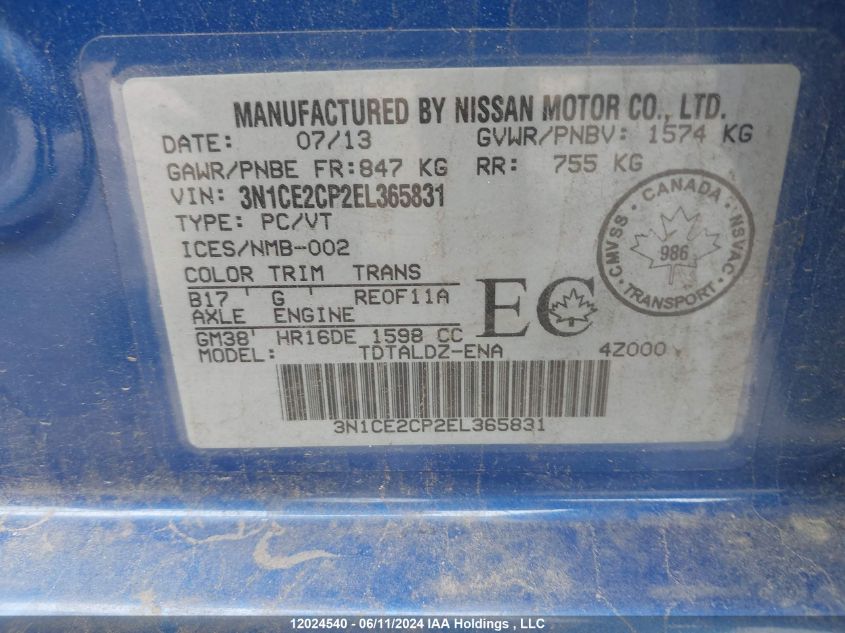 MANUFACTURED BY NISSAN MOTOR CO., LTD.
DATE: 07/13 GVWR/PNBV: 1574 KG
GAWR/PNBE FR:847 KG RR: 755 KG
VIN: 3N1CE2CP2EL365831
TYPE: PC/VT
ICES/NMB-002
COLOR TRIM TRANS
B17 ' G ' RE0F11A
AXLE ENGINE
GM38' HR16DE 1598 CC
MODEL: TDTALDZ-ENA 4Z000
EC
CMVSS · CANADA · NSVAC · TRANSPORT ·
986
3N1CE2CP2EL365831
12024540 - 06/11/2024 IAA Holdings , LLC